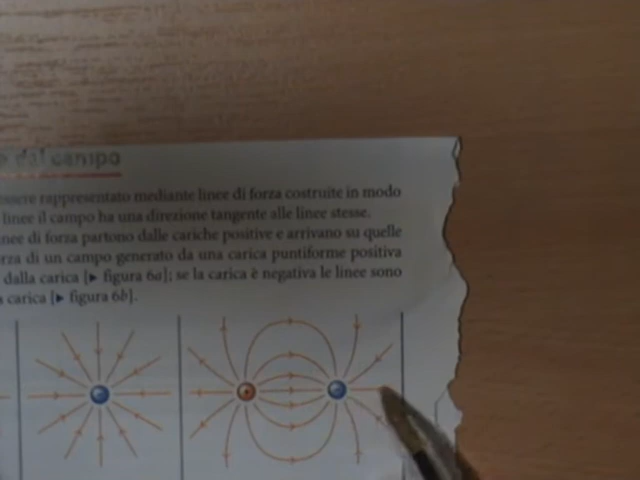 del campo
essere rappresentato mediante linee di forza costruite in modo
linee il campo ha una direzione tangente alle linee stesse.
linee di forza partono dalle cariche positive e arrivano su quelle
forza di un campo generato da una carica puntiforme positiva
dalla carica [▶ figura 6a]; se la carica è negativa le linee sono
a carica [▶ figura 6b].